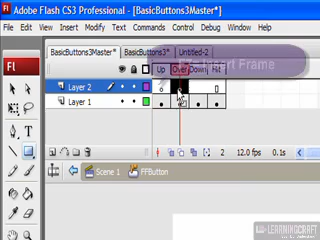 Adobe Flash CS3 Professional - [BasicButtons3Master*]
File Edit View Insert Modify Text Commands Control Debug Window
BasicButtons3Master* BasicButtons3* Untitled-2
Fl
Up Over Down Hit
Insert Frame
Layer 2
Layer 1
1 12.0 fps 0.1s
Scene 1 FFButton
LEARNINGCRAFT